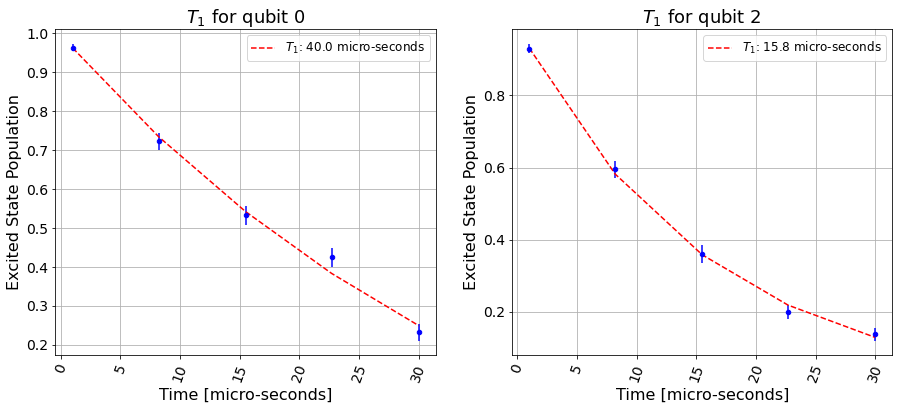 T₁ for qubit 0
T₁: 40.0 micro-seconds
Excited State Population
1.0
0.9
0.8
0.7
0.6
0.5
0.4
0.3
0.2
0 5 10 15 20 25 30
Time [micro-seconds]
T₁ for qubit 2
T₁: 15.8 micro-seconds
Excited State Population
0.8
0.6
0.4
0.2
0 5 10 15 20 25 30
Time [micro-seconds]